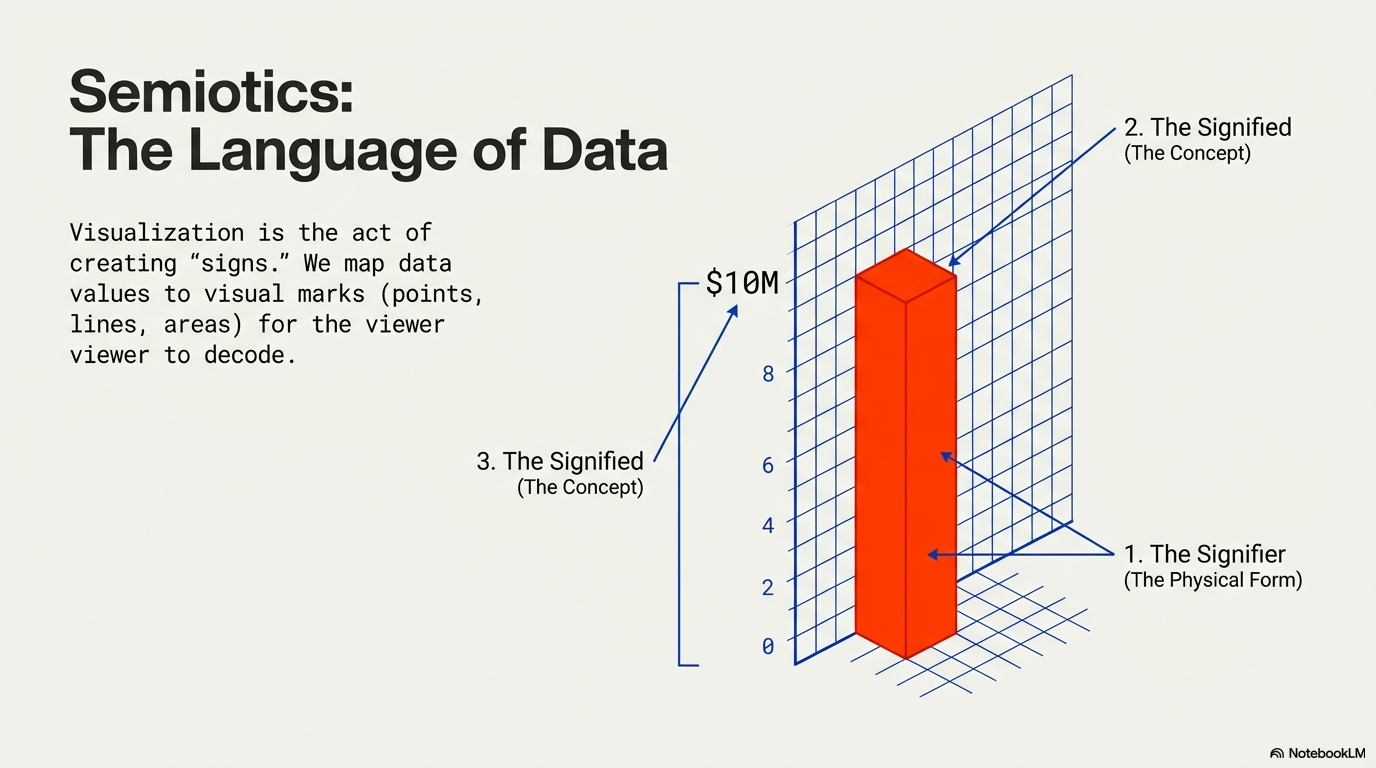 Semiotics:
The Language of Data
Visualization is the act of
creating “signs.” We map data
values to visual marks (points,
lines, areas) for the viewer
viewer to decode.
2. The Signified
(The Concept)
$10M
8
6
4
2
0
3. The Signified
(The Concept)
1. The Signifier
(The Physical Form)
NotebookLM